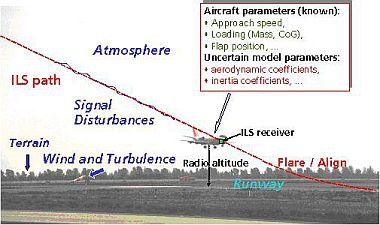 Aircraft parameters (known):
• Approach speed,
• Loading (Mass, CoG),
• Flap position, ...
Uncertain model parameters:
• aerodynamic coefficients,
• inertia coefficients, ...
Atmosphere
ILS path
Signal
Disturbances
ILS receiver
Terrain
Wind and Turbulence
Radio altitude
Flare / Align
Runway